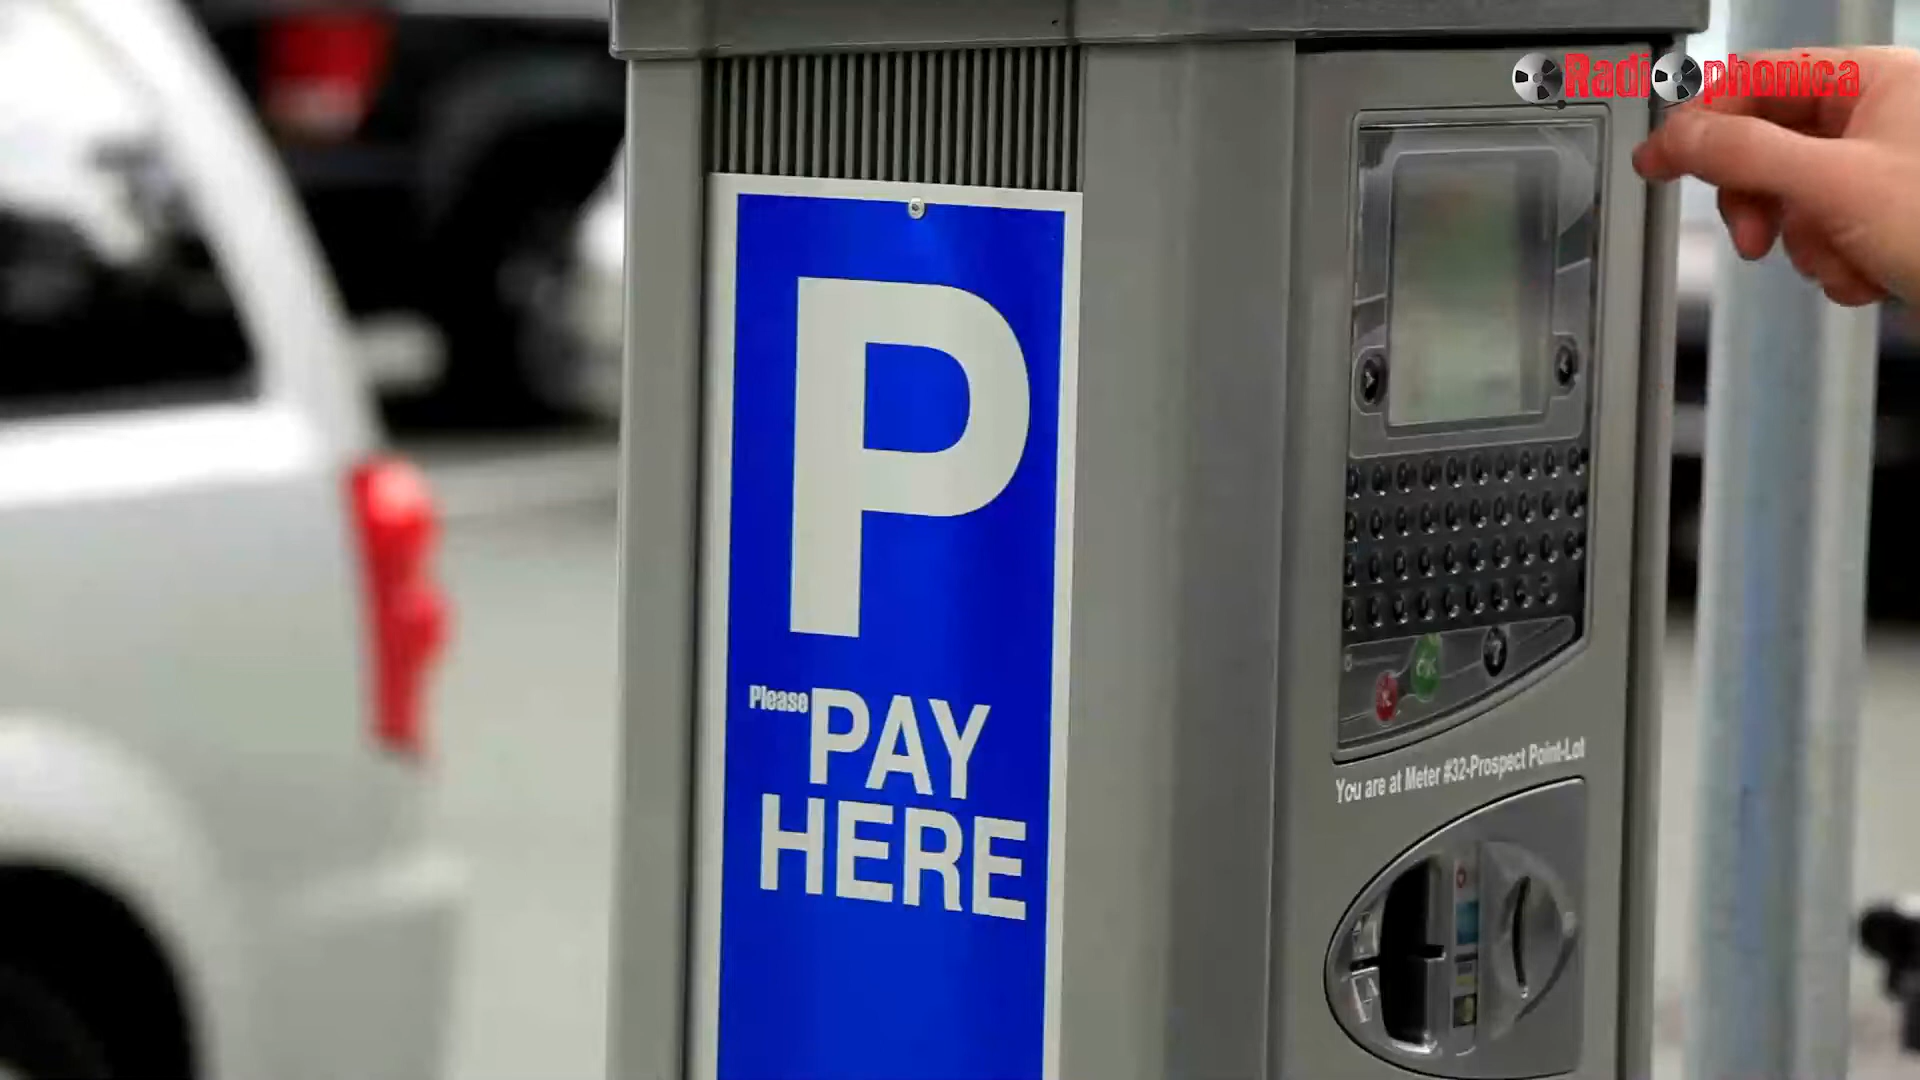 Radiophonica
P
Please PAY
HERE
OK
You are at Meter #32-Prospect Point-Lot